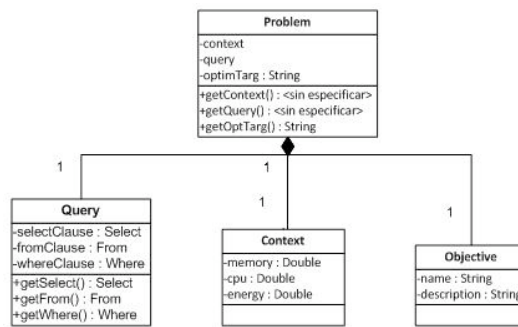 Problem
-context
-query
-optimTarg : String
+getContext() : <sin especificar>
+getQuery() : <sin especificar>
+getOptTarg() : String
1
1
1
1
Query
-selectClause : Select
-fromClause : From
-whereClause : Where
+getSelect() : Select
+getFrom() : From
+getWhere() : Where
Context
-memory : Double
-cpu : Double
-energy : Double
Objective
-name : String
-description : String